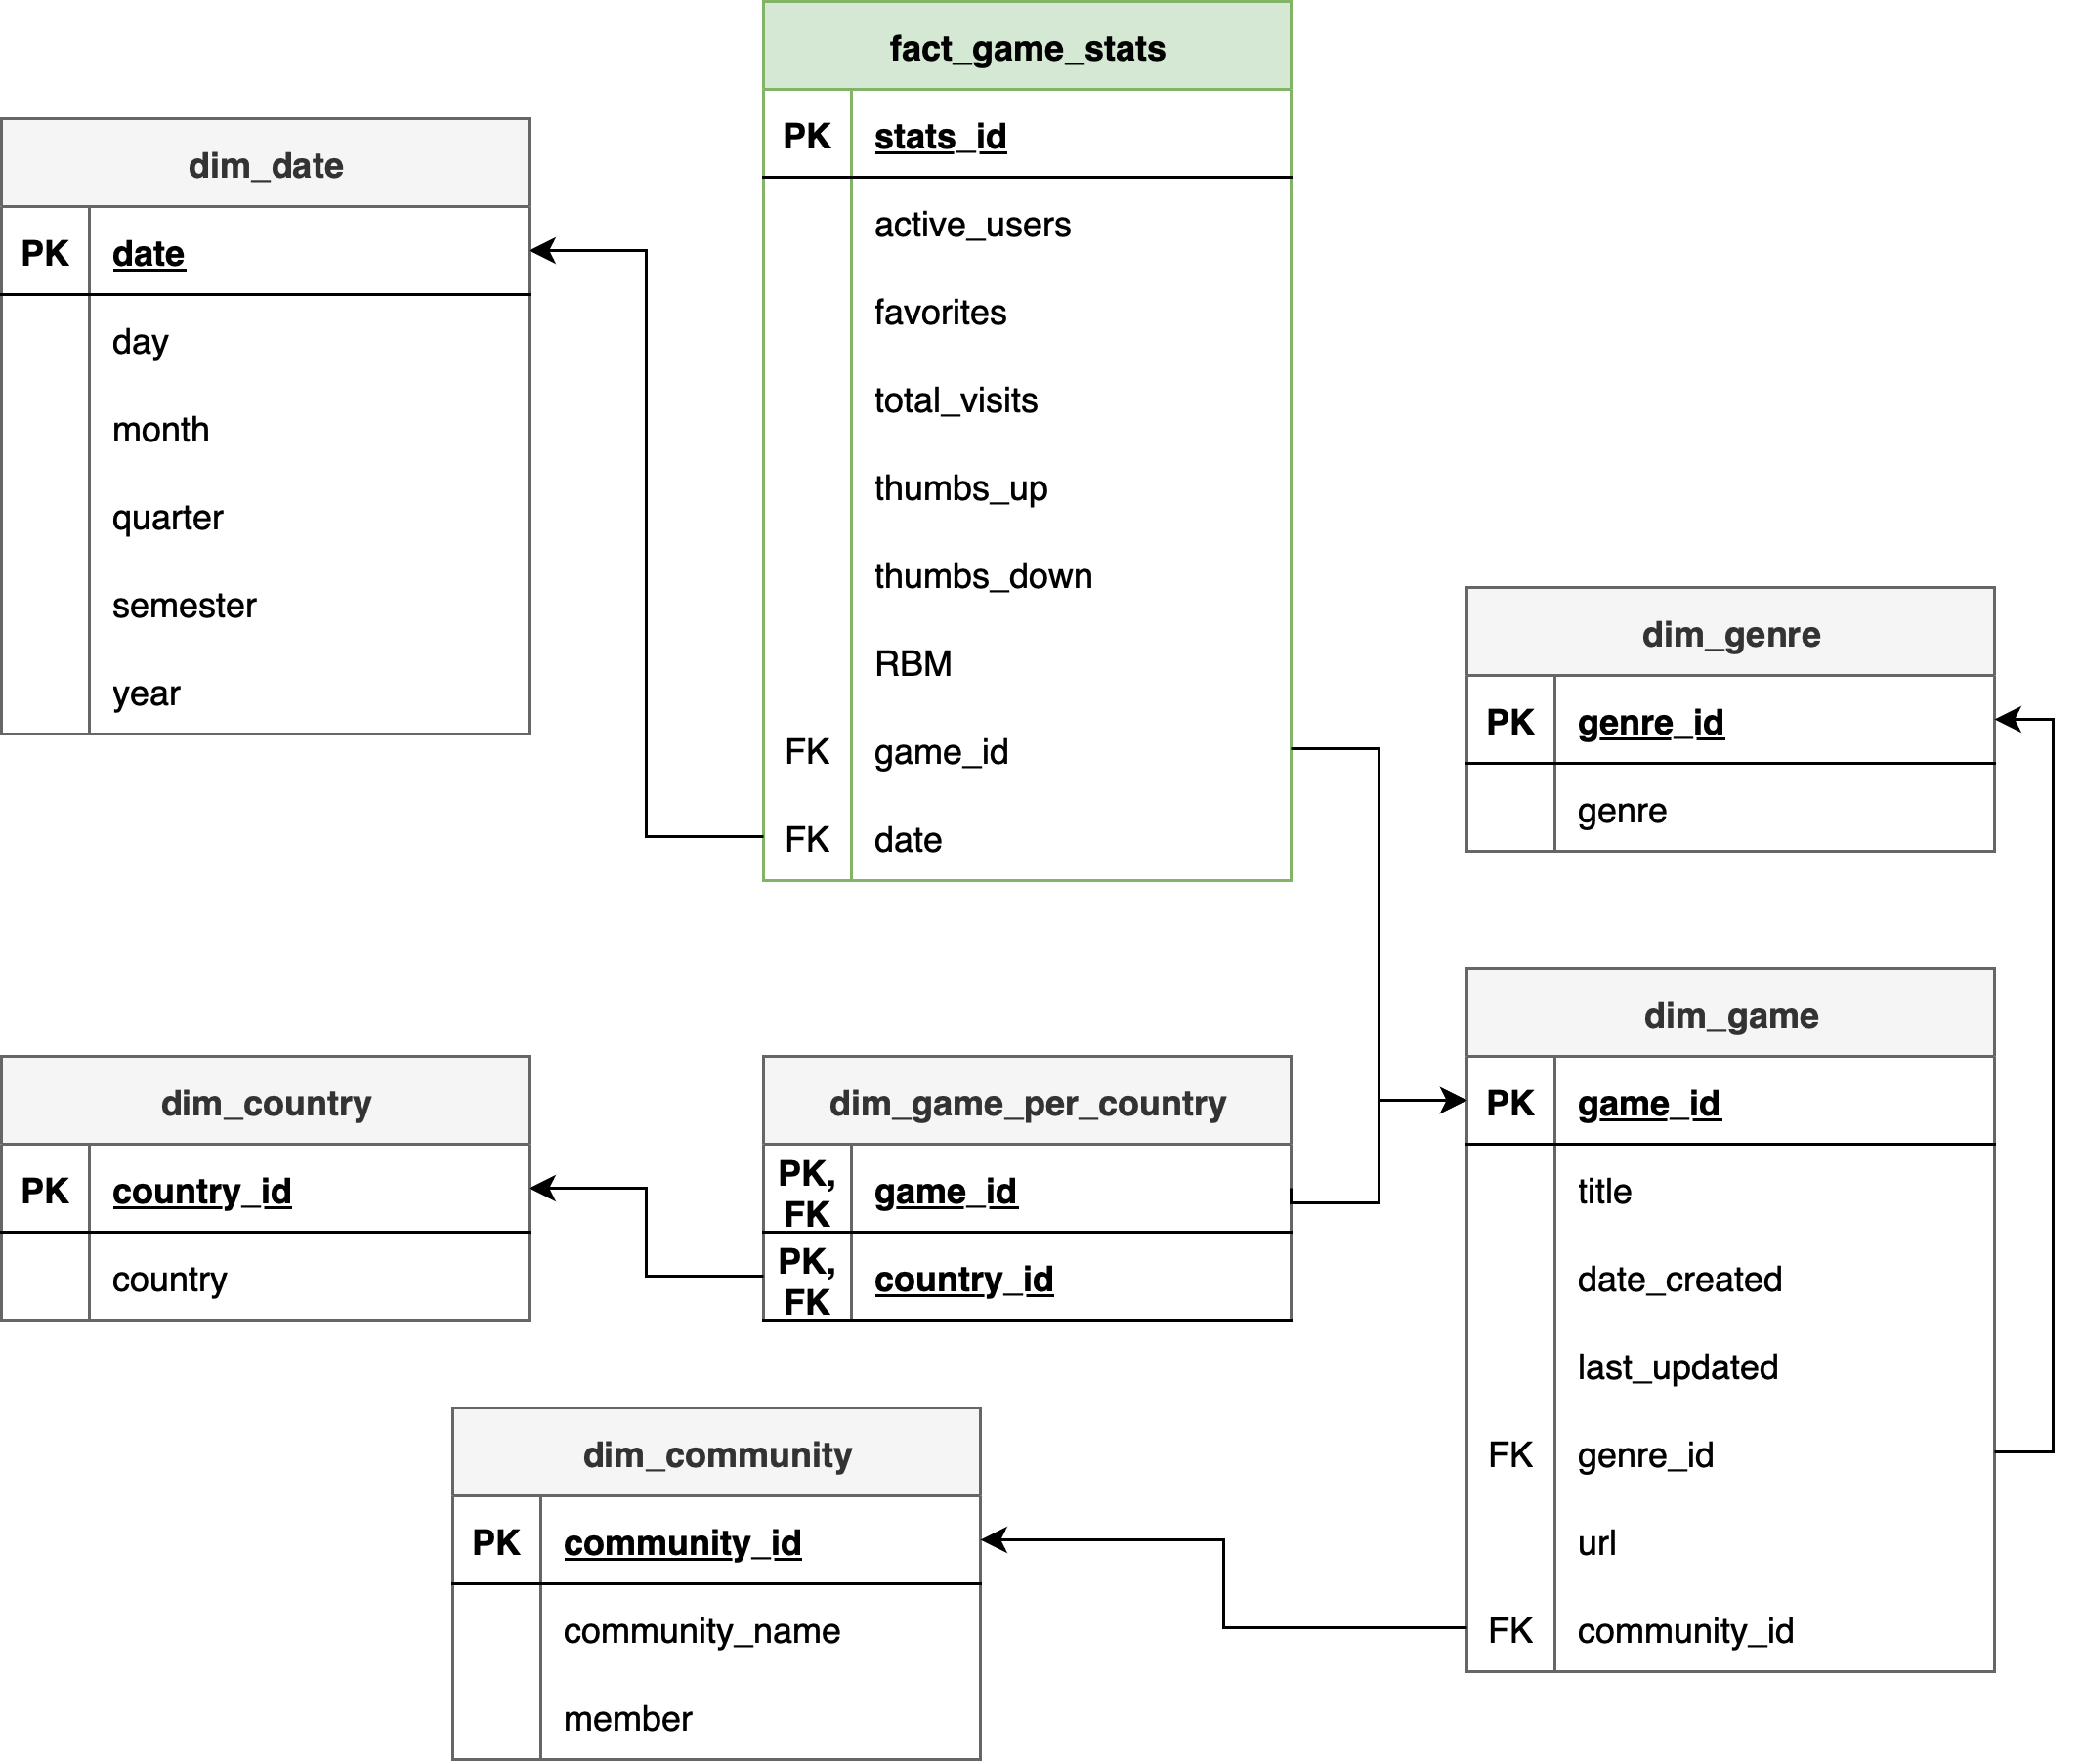 fact_game_stats
PK stats_id
active_users
favorites
total_visits
thumbs_up
thumbs_down
RBM
FK game_id
FK date
dim_date
PK date
day
month
quarter
semester
year
dim_genre
PK genre_id
genre
dim_game
PK game_id
title
date_created
last_updated
FK genre_id
url
FK community_id
dim_country
PK country_id
country
dim_game_per_country
PK,
FK game_id
PK,
FK country_id
dim_community
PK community_id
community_name
member